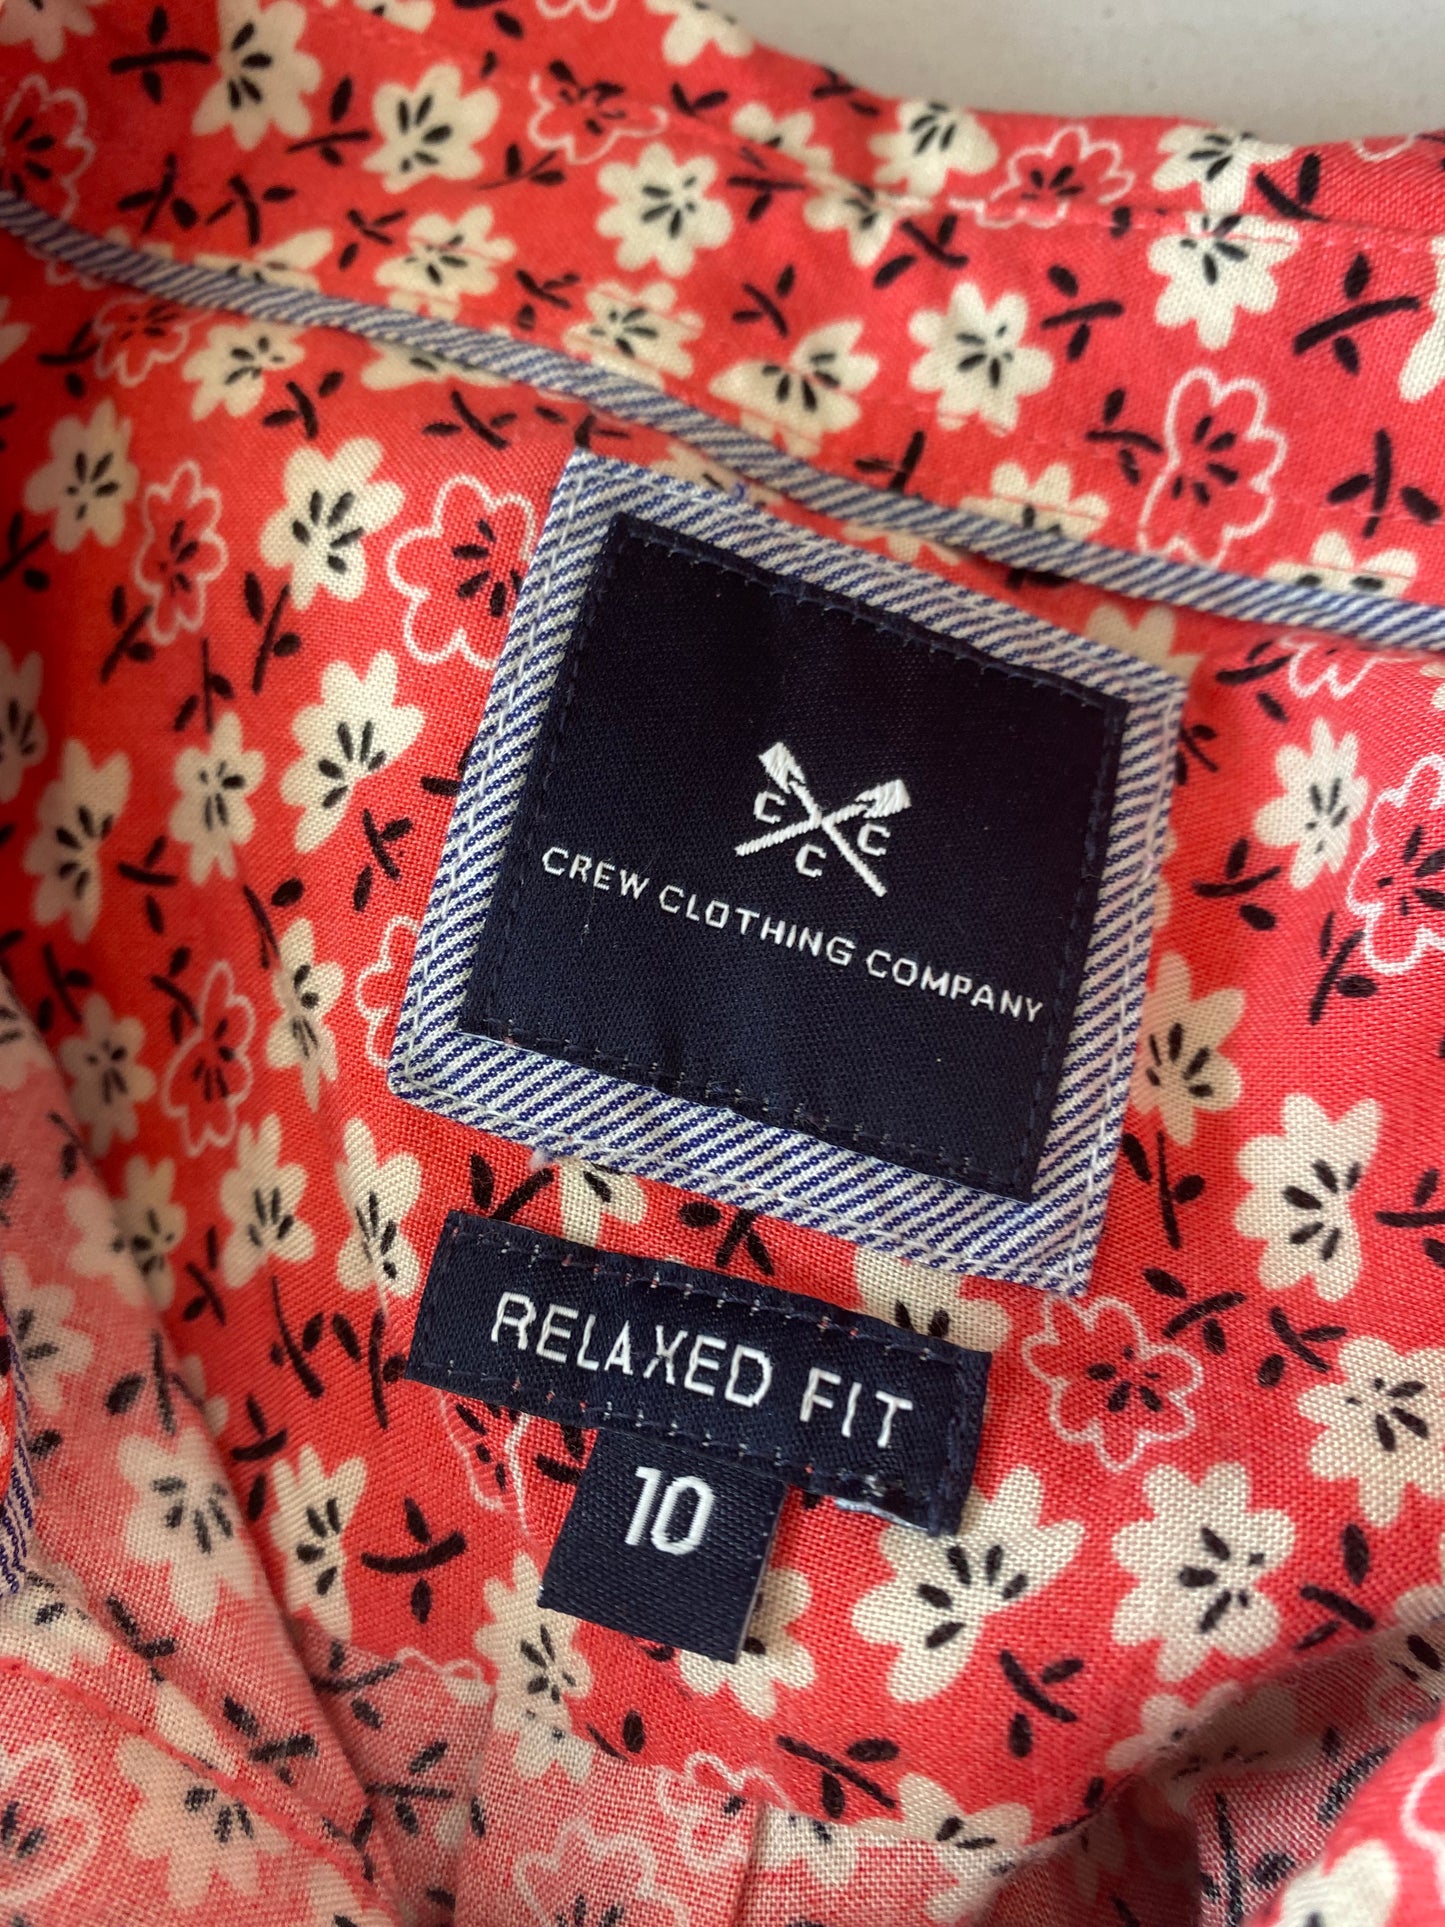 C C
C
CREW CLOTHING COMPANY
RELAXED FIT
10